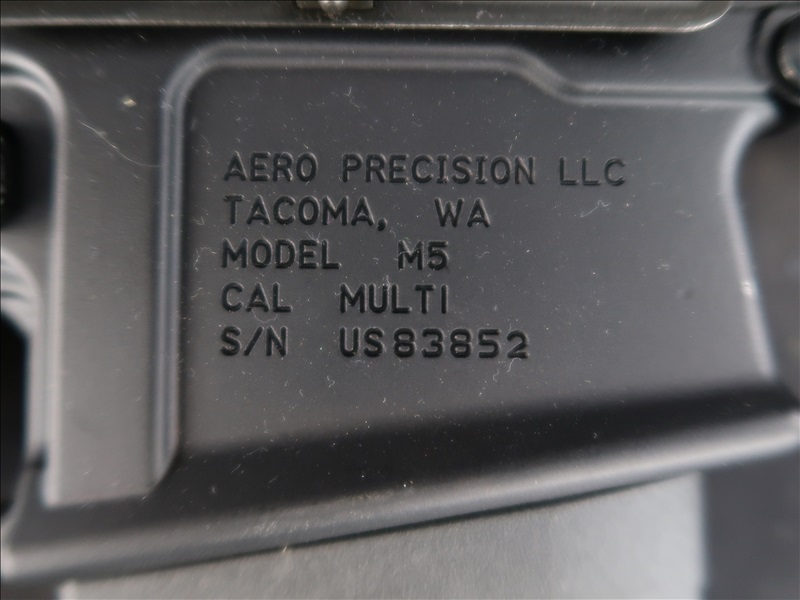 AERO PRECISION LLC
TACOMA, WA
MODEL M5
CAL MULTI
S/N US83852